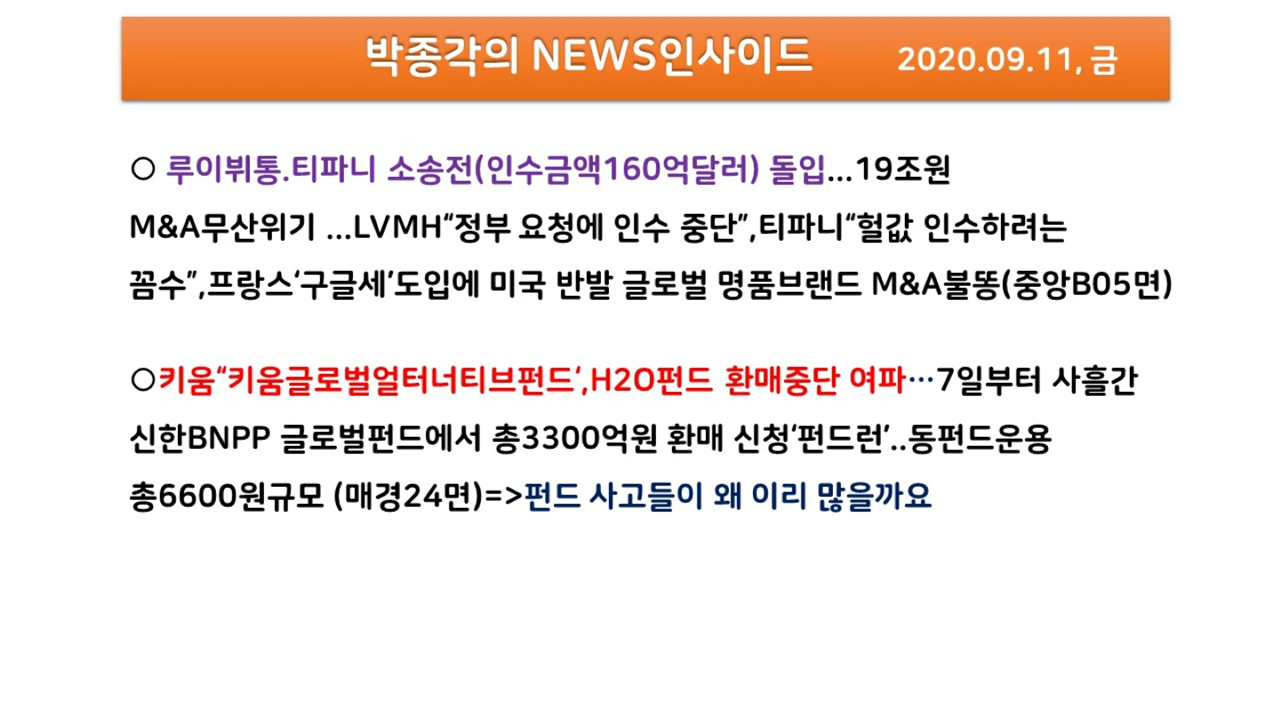 박종각의 NEWS인사이드 2020.09.11, 금
○ 루이뷔통.티파니 소송전(인수금액160억달러) 돌입...19조원
M&A무산위기 ...LVMH“정부 요청에 인수 중단”,티파니“헐값 인수하려는
꼼수”,프랑스‘구글세’도입에 미국 반발 글로벌 명품브랜드 M&A불똥(중앙B05면)
○키움“키움글로벌얼터너티브펀드‘,H2O펀드 환매중단 여파…7일부터 사흘간
신한BNPP 글로벌펀드에서 총3300억원 환매 신청‘펀드런’..동펀드운용
총6600원규모 (매경24면)=>펀드 사고들이 왜 이리 많을까요